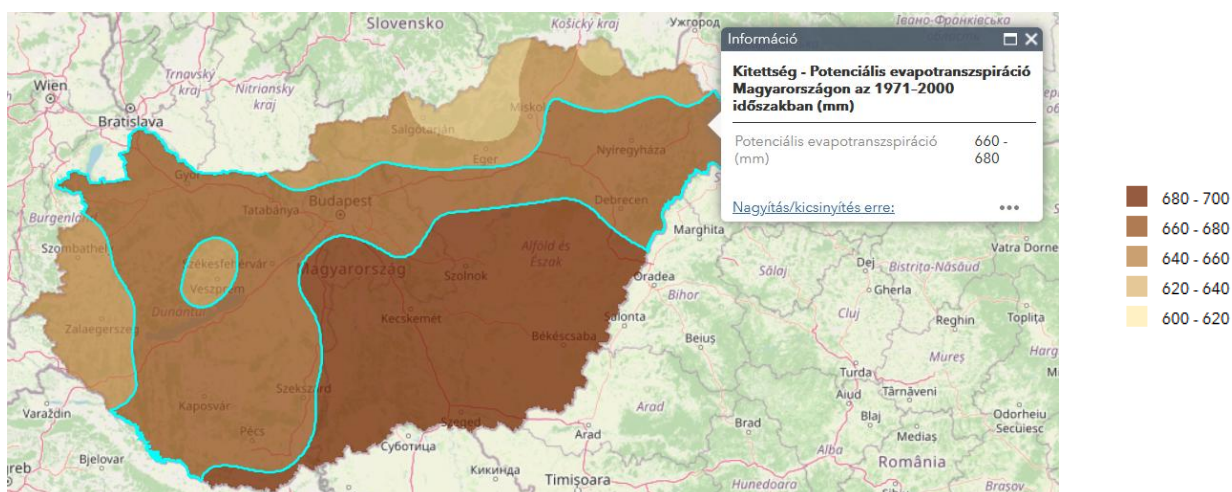 Slovensko
Košický kraj
Ужгород
Івано-Франківська
Wien
Trnavský
kraj
Nitriansky
kraj
Bratislava
Salgótarján
Miskol
Eger
Nyíregyháza
Győr
Tatabánya
Budapest
Debrecen
Burgenland
Szombathely
Székesfehérvár
Veszprém
Magyarország
Alföld és
Észak
Szolnok
Dunántúl
Zalaegerszeg
Kecskemét
Békéscsaba
Szekszárd
Kaposvár
Pécs
Szeged
Varaždin
Bjelovar
greb
Суботица
Кикинда
Timișoara
Arad
Arad
Oradea
Bihor
Salonta
Beiuș
Marghita
Sălaj
Dej
Bistrița-Năsăud
Vatra Dorne
Gherla
Cluj
Reghin
Toplița
Mureș
Harg
Turda
Aiud
Târnăveni
Blaj
Mediaș
Odorheiu
Secuiesc
Brad
Alba
România
Hunedoara
Sibiu
Brașov
Információ
Kitettség - Potenciális evapotranszspiráció
Magyarországon az 1971–2000
időszakban (mm)
Potenciális evapotranszspiráció
(mm)
660 -
680
Nagyítás/kicsinyítés erre:
680 - 700
660 - 680
640 - 660
620 - 640
600 - 620